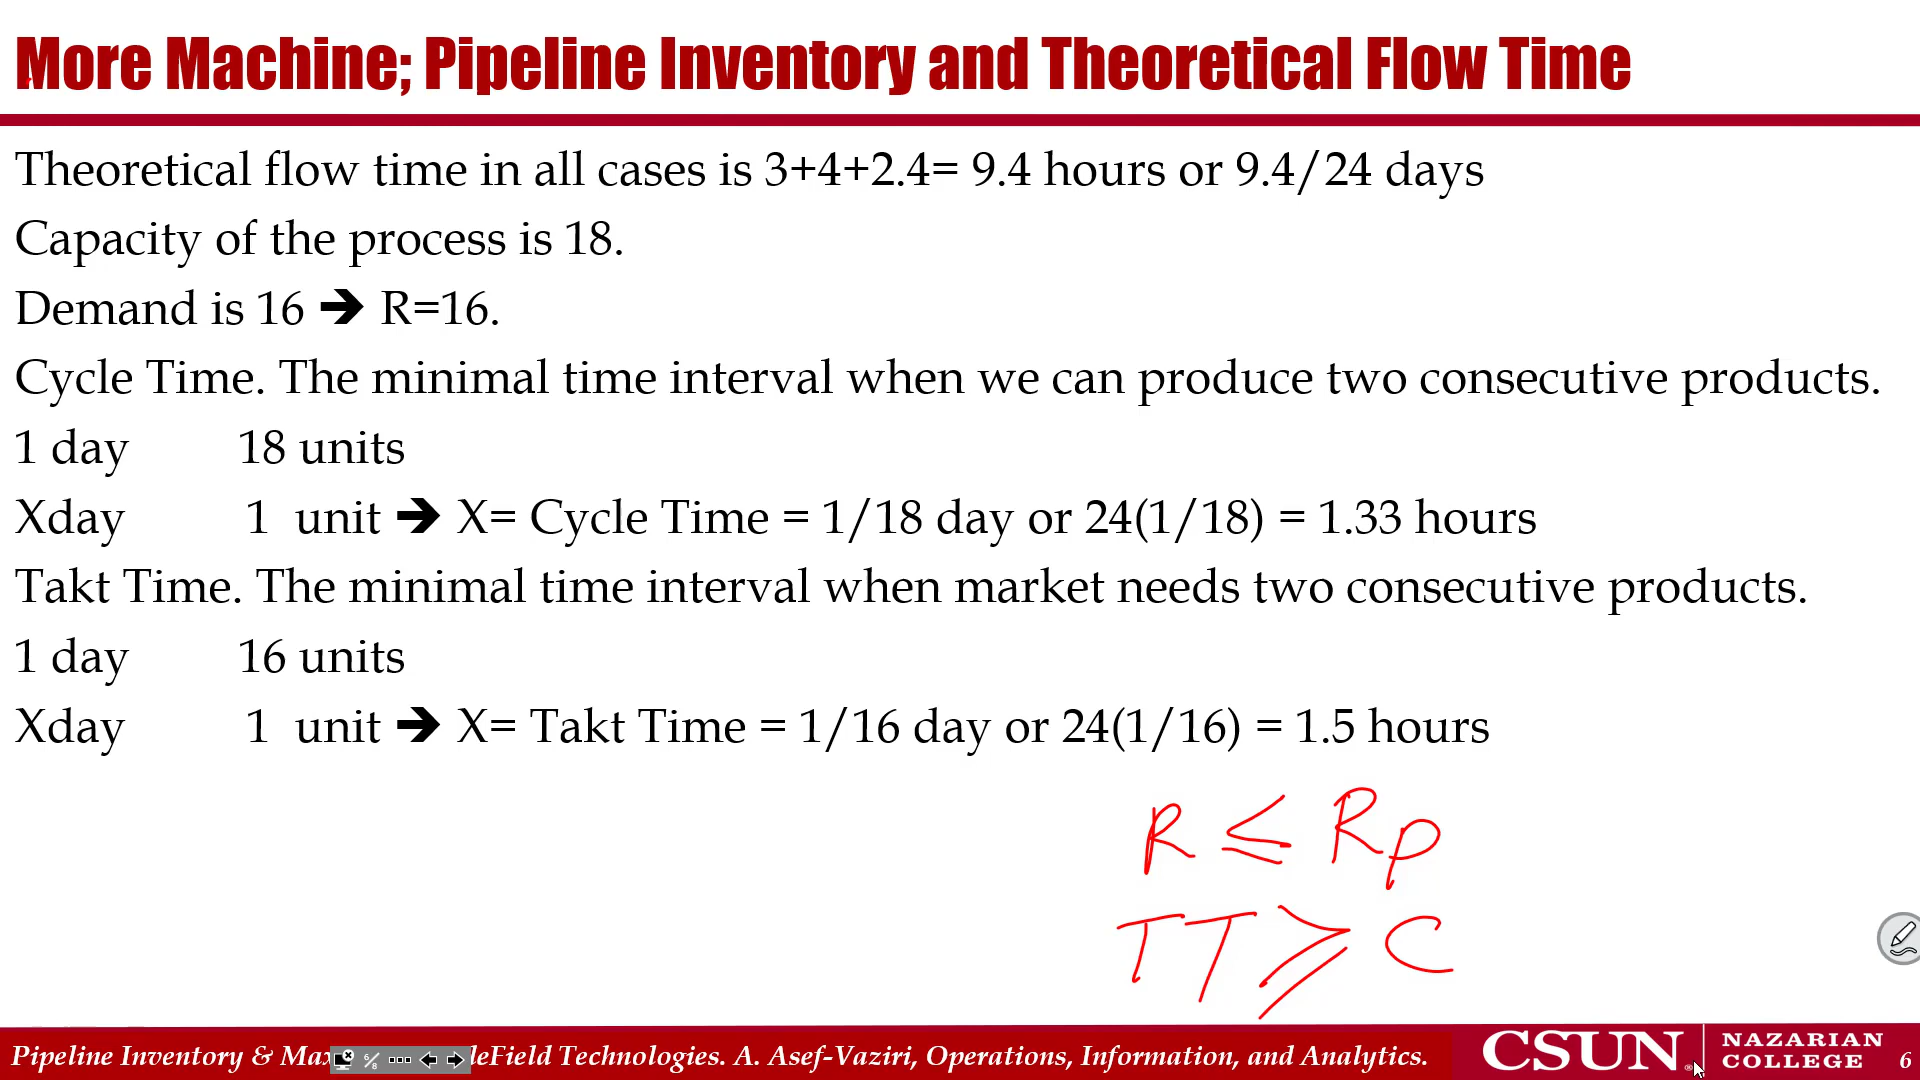 More Machine; Pipeline Inventory and Theoretical Flow Time
Theoretical flow time in all cases is 3+4+2.4= 9.4 hours or 9.4/24 days
Capacity of the process is 18.
Demand is 16 ➔ R=16.
Cycle Time. The minimal time interval when we can produce two consecutive products.
1 day 18 units
Xday 1 unit ➔ X= Cycle Time = 1/18 day or 24(1/18) = 1.33 hours
Takt Time. The minimal time interval when market needs two consecutive products.
1 day 16 units
Xday 1 unit ➔ X= Takt Time = 1/16 day or 24(1/16) = 1.5 hours
R ≤ Rp
TT ≥ C
Pipeline Inventory & Max leField Technologies. A. Asef-Vaziri, Operations, Information, and Analytics.
6/8
CSUN®
NAZARIAN
COLLEGE
6